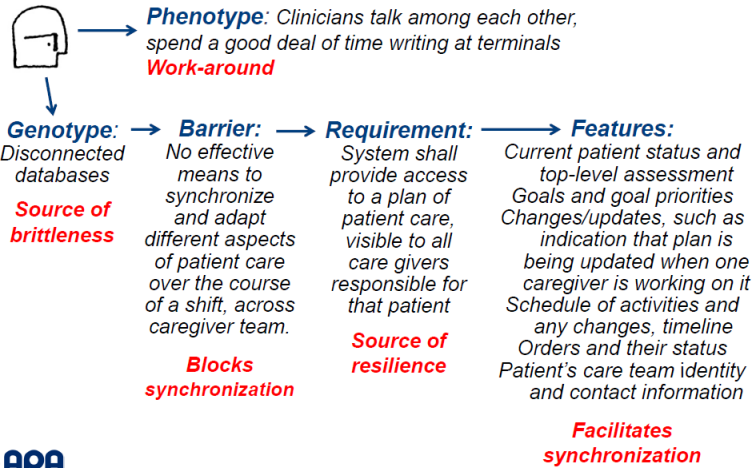 Phenotype: Clinicians talk among each other,
spend a good deal of time writing at terminals
Work-around
Genotype:
Disconnected
databases
Source of
brittleness
Barrier:
No effective
means to
synchronize
and adapt
different aspects
of patient care
over the course
of a shift, across
caregiver team.
Blocks
synchronization
Requirement:
System shall
provide access
to a plan of
patient care,
visible to all
care givers
responsible for
that patient
Source of
resilience
Features:
Current patient status and
top-level assessment
Goals and goal priorities
Changes/updates, such as
indication that plan is
being updated when one
caregiver is working on it
Schedule of activities and
any changes, timeline
Orders and their status
Patient's care team identity
and contact information
Facilitates
synchronization